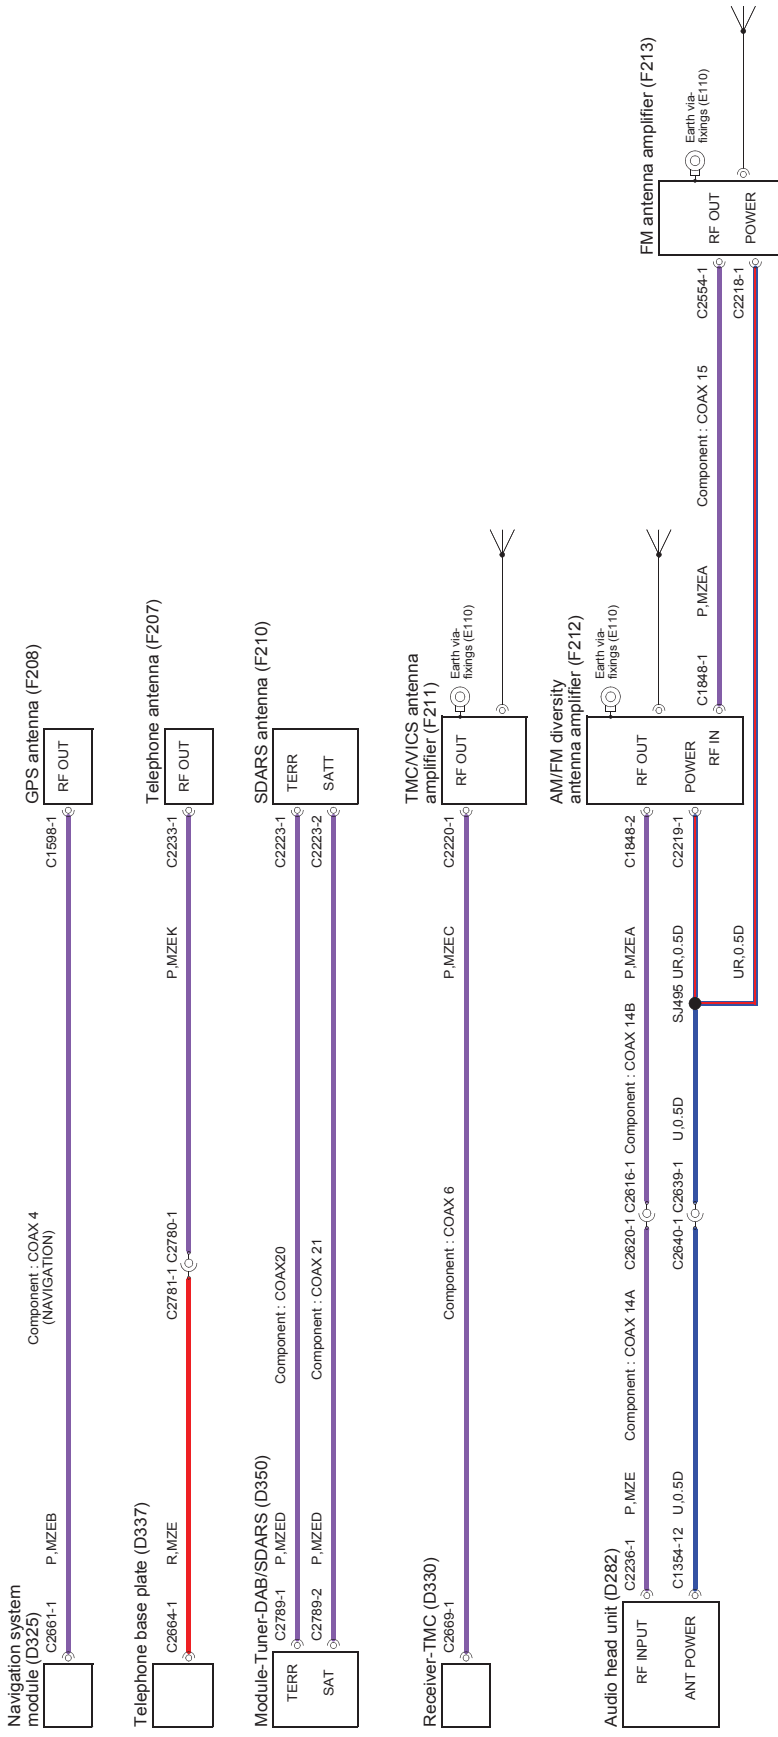 Navigation system
module (D325)
C2661-1
P,MZEB
Component : COAX 4
(NAVIGATION)
C1598-1
GPS antenna (F208)
RF OUT
Telephone base plate (D337)
C2664-1
R,MZE
C2781-1
C2780-1
P,MZEK
C2233-1
Telephone antenna (F207)
RF OUT
Module-Tuner-DAB/SDARS (D350)
TERR
SAT
C2789-1
P,MZED
Component : COAX20
C2223-1
C2789-2
P,MZED
Component : COAX 21
C2223-2
SDARS antenna (F210)
TERR
SATT
Receiver-TMC (D330)
C2669-1
Component : COAX 6
P,MZEC
C2220-1
TMC/VICS antenna
amplifier (F211)
RF OUT
Earth via-
fixings (E110)
Audio head unit (D282)
RF INPUT
ANT POWER
C2236-1
P,MZE
Component : COAX 14A
C2620-1
C2616-1
Component : COAX 14B
P,MZEA
C1848-2
C1354-12
U,0.5D
C2640-1
C2639-1
U,0.5D
SJ495
UR,0.5D
C2219-1
UR,0.5D
AM/FM diversity
antenna amplifier (F212)
RF OUT
POWER
RF IN
Earth via-
fixings (E110)
C1848-1
P,MZEA
Component : COAX 15
C2554-1
C2218-1
FM antenna amplifier (F213)
RF OUT
POWER
Earth via-
fixings (E110)